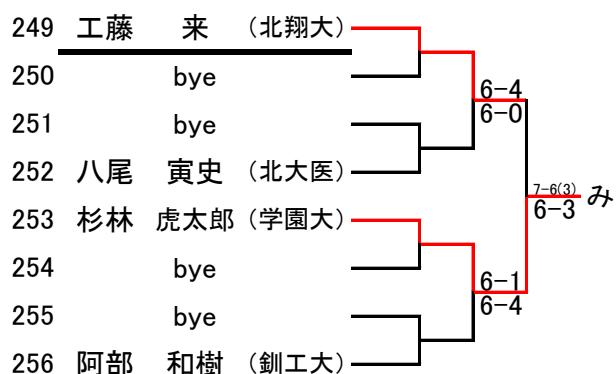 249 工藤 来 (北翔大)
250 bye
6-4
6-0
251 bye
252 八尾 寅史 (北大医)
7-6(3)
6-3
み
253 杉林 虎太郎 (学園大)
254 bye
6-1
6-4
255 bye
256 阿部 和樹 (釧工大)